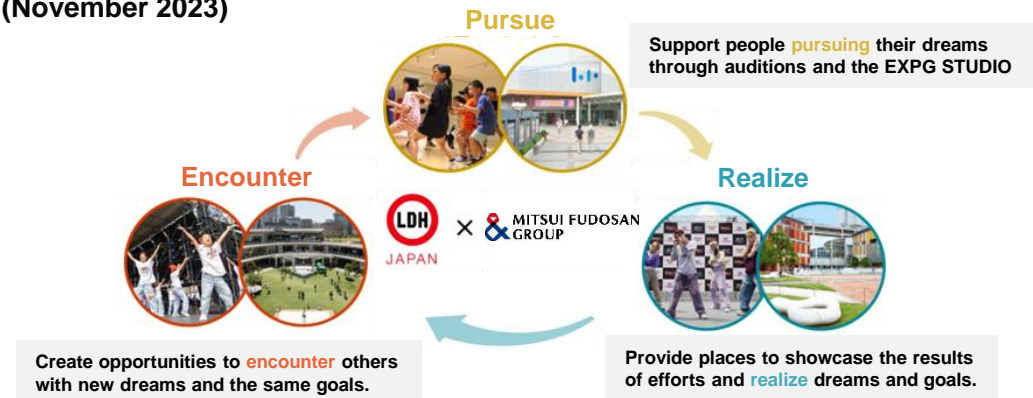 (November 2023)
Pursue
Support people pursuing their dreams
through auditions and the EXPG STUDIO
Encounter
Realize
LDH
JAPAN
×
& MITSUI FUDOSAN
GROUP
Create opportunities to encounter others
with new dreams and the same goals.
Provide places to showcase the results
of efforts and realize dreams and goals.